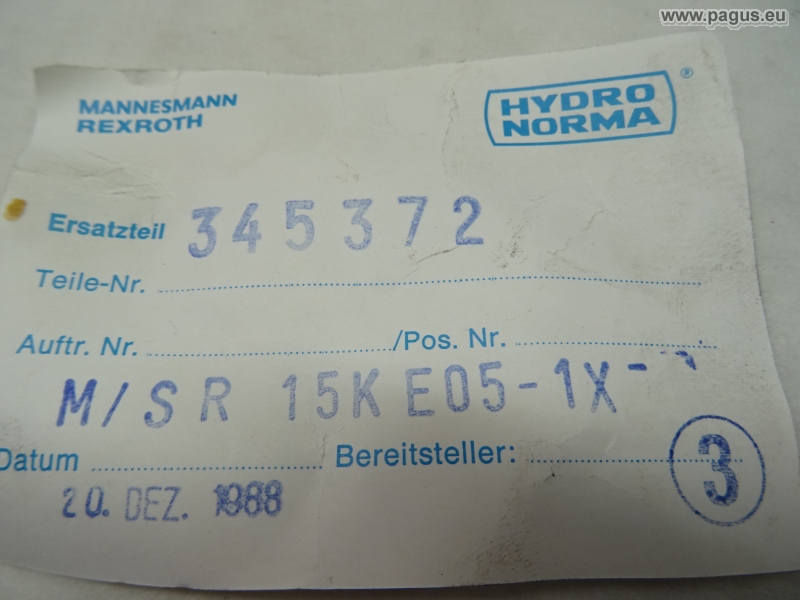 www.pagus.eu
MANNESMANN
REXROTH
HYDRO
NORMA
®
Ersatzteil 345372
Teile-Nr.
Auftr. Nr. /Pos. Nr.
M/SR 15KE05-1X-
Datum Bereitsteller: 3
20. DEZ. 1988